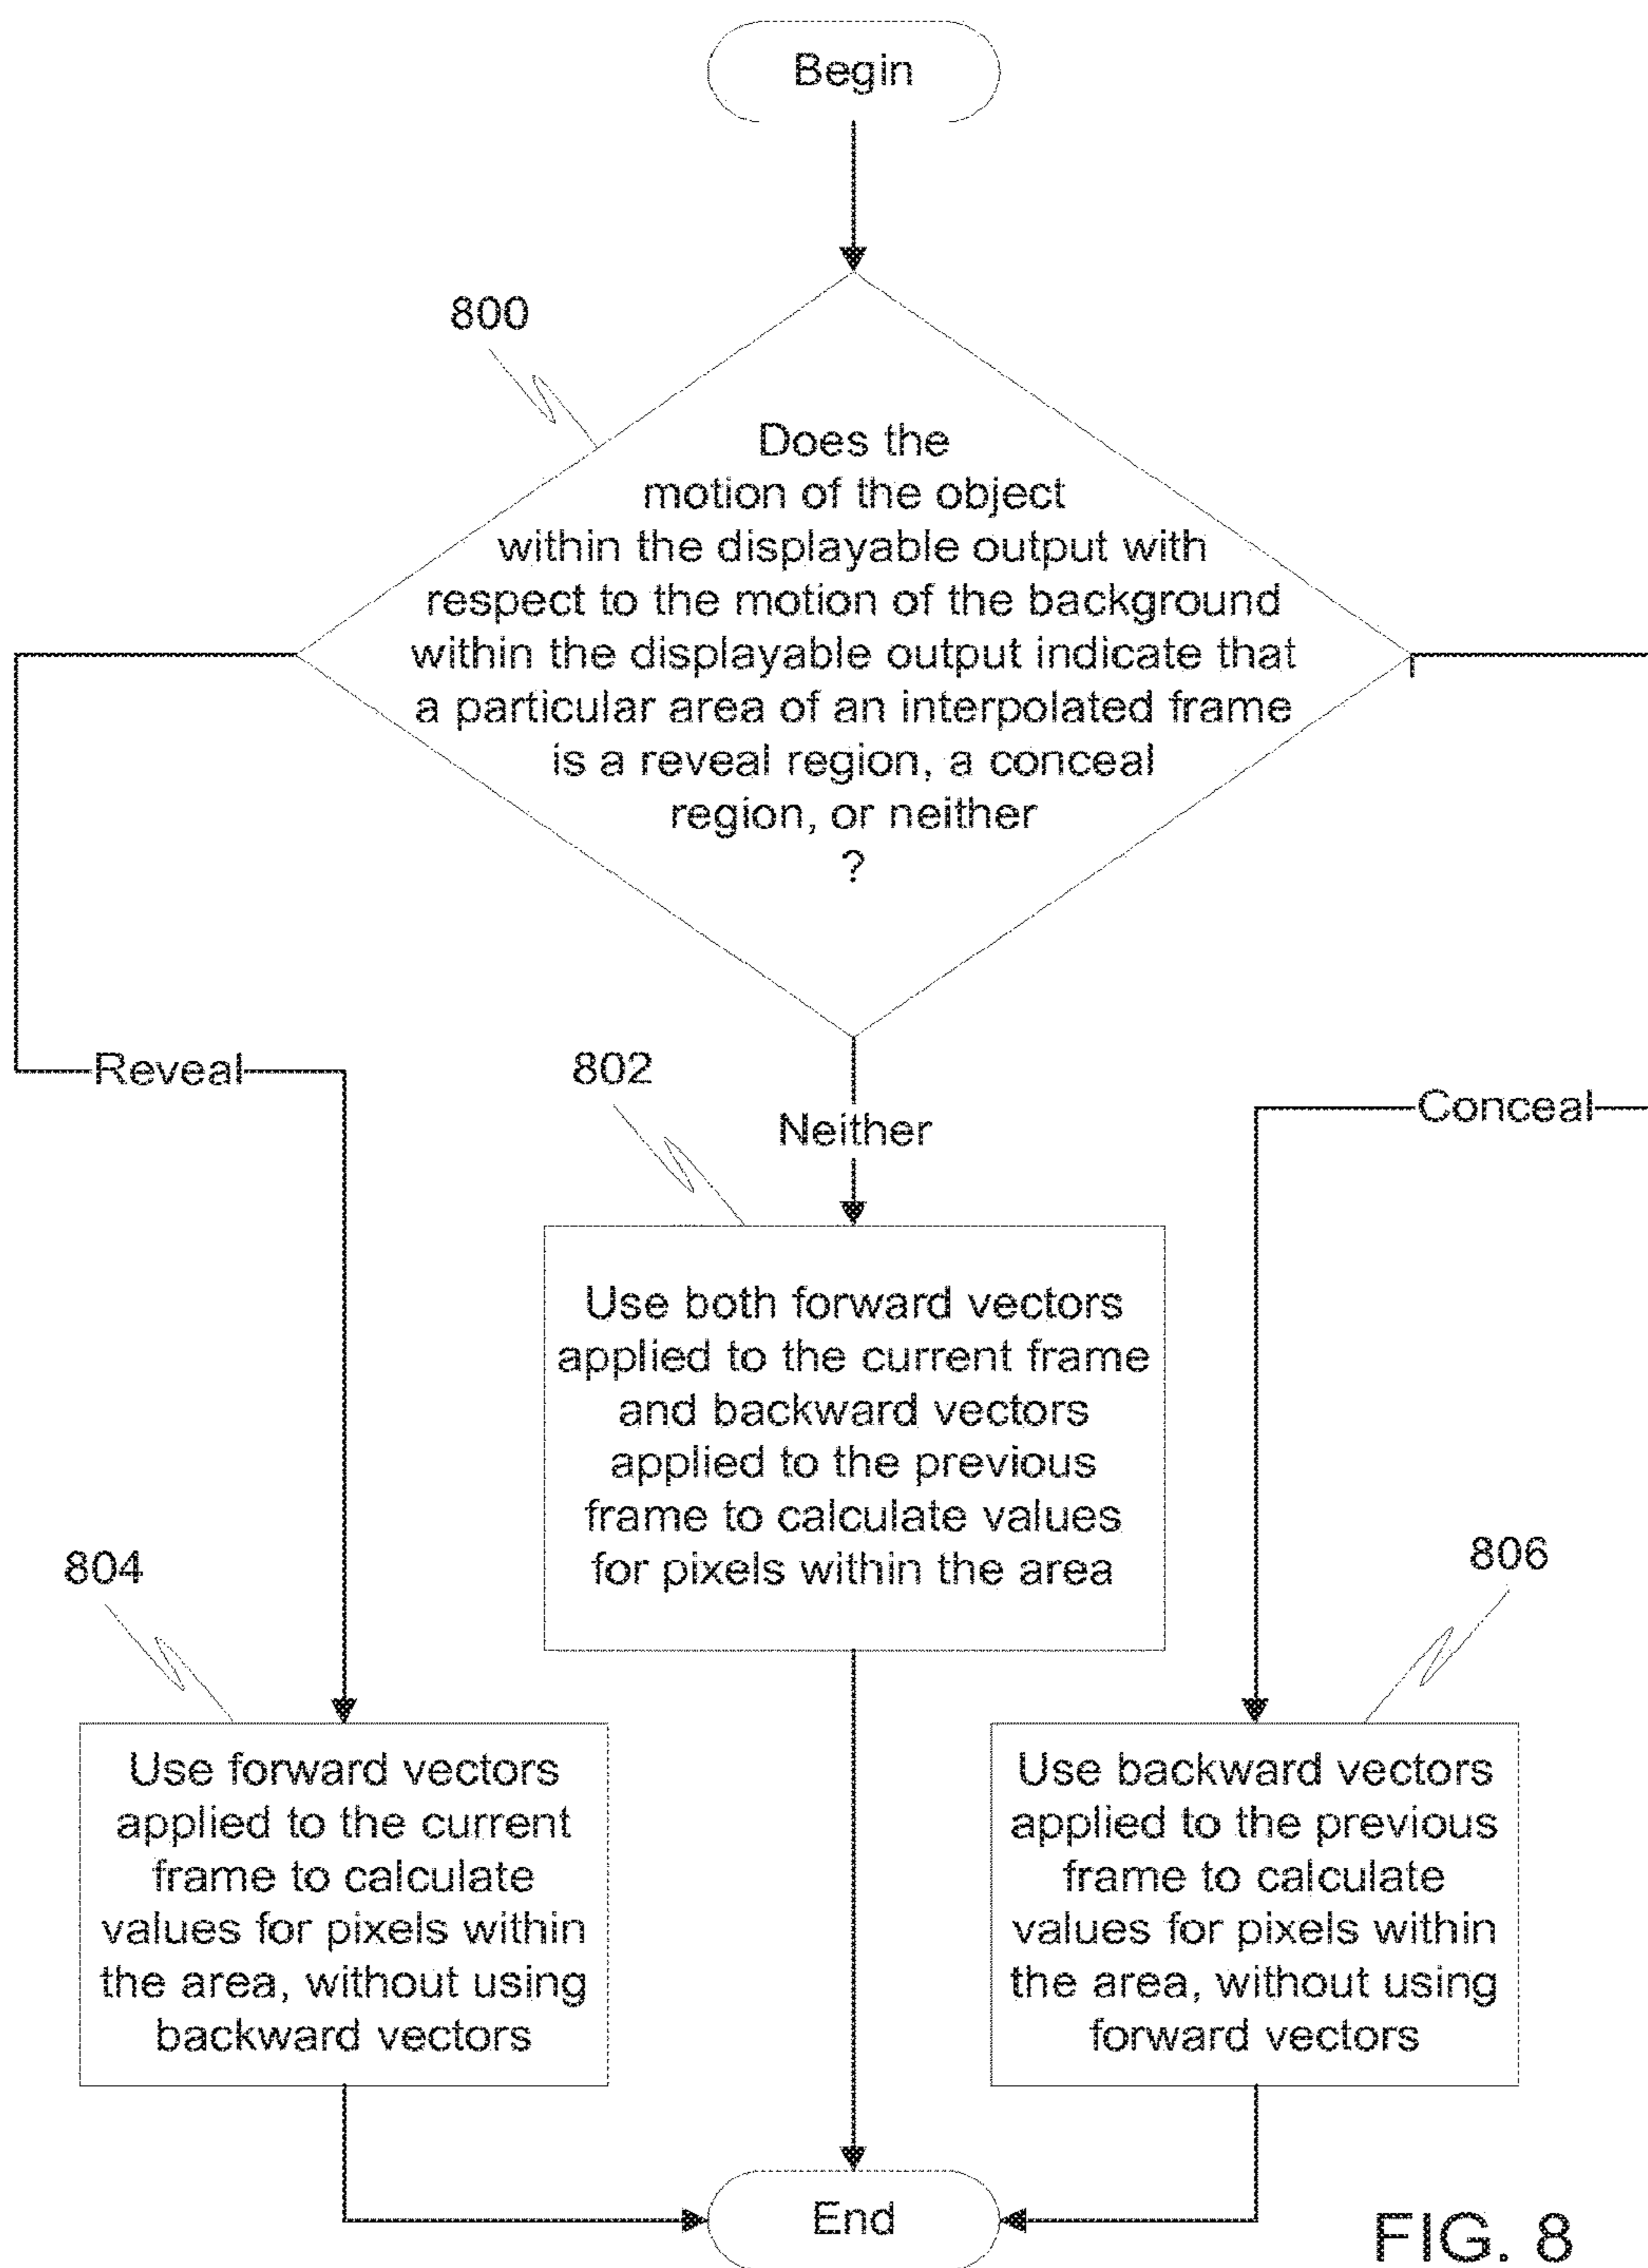 Begin
800
Does the
motion of the object
within the displayable output with
respect to the motion of the background
within the displayable output indicate that
a particular area of an interpolated frame
is a reveal region, a conceal
region, or neither
?
Reveal
802
Neither
Conceal
Use both forward vectors
applied to the current frame
and backward vectors
applied to the previous
frame to calculate values
for pixels within the area
804
806
Use forward vectors
applied to the current
frame to calculate
values for pixels within
the area, without using
backward vectors
Use backward vectors
applied to the previous
frame to calculate
values for pixels within
the area, without using
forward vectors
End
FIG. 8